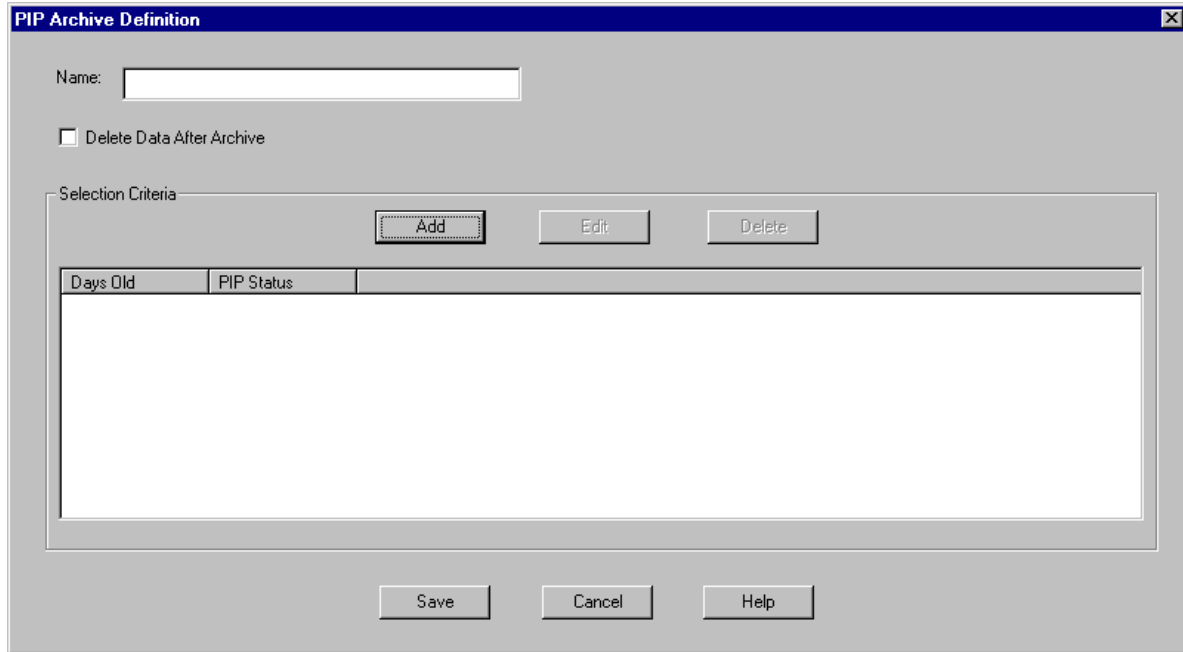 PIP Archive Definition
Name:
Delete Data After Archive
Selection Criteria
Add Edit Delete
Days Old PIP Status
Save Cancel Help